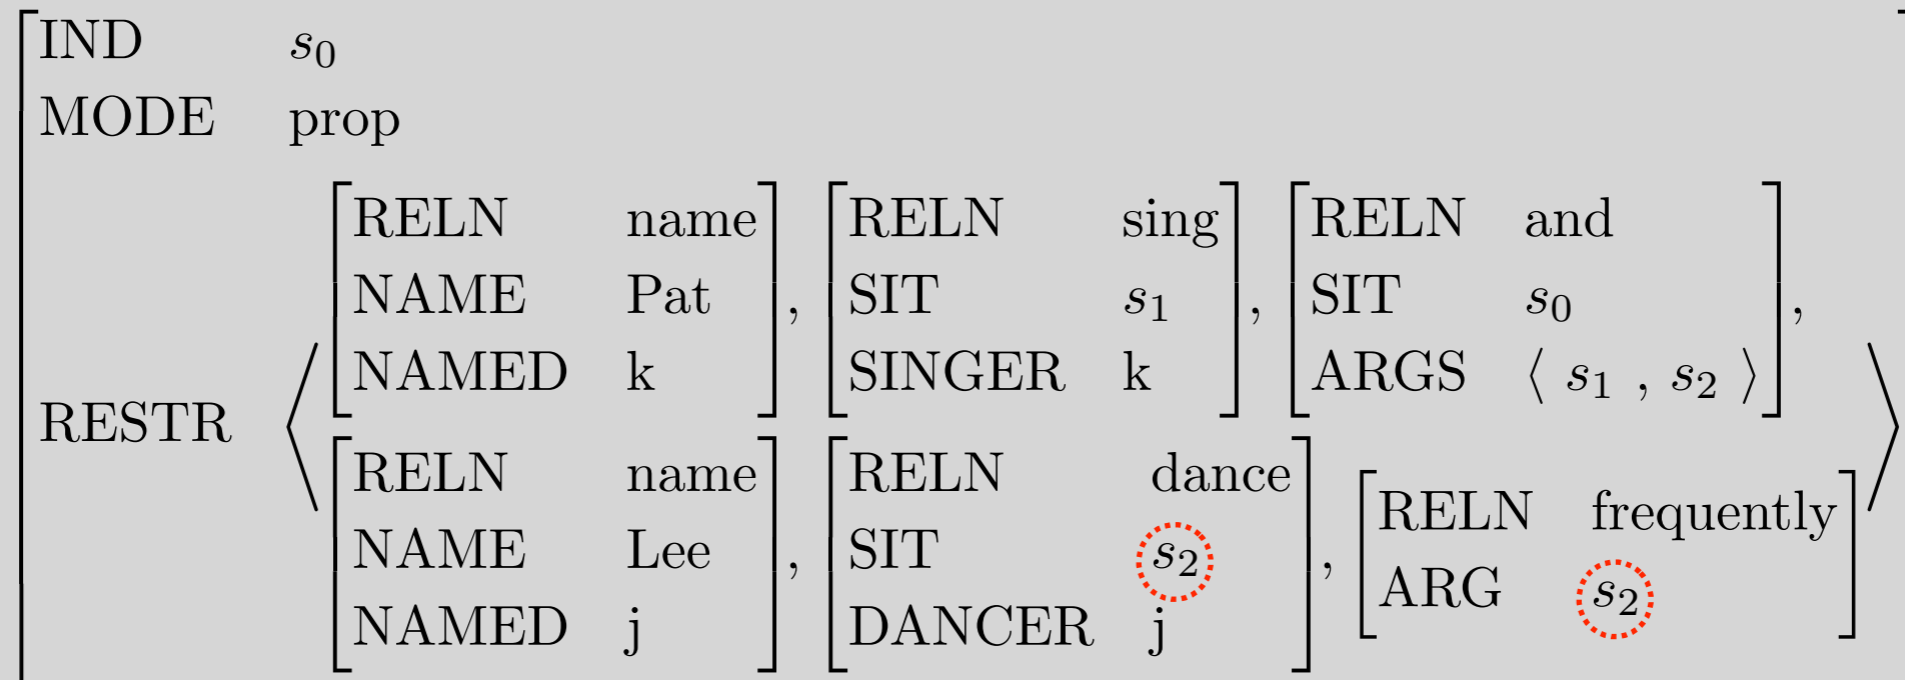 IND s₀
MODE prop
RELN name RELN sing RELN and
NAME Pat , SIT s₁ , SIT s₀ ,
NAMED k SINGER k ARGS ⟨ s₁ , s₂ ⟩
RESTR
RELN name RELN dance RELN frequently
NAME Lee , SIT s₂ , ARG s₂
NAMED j DANCER j